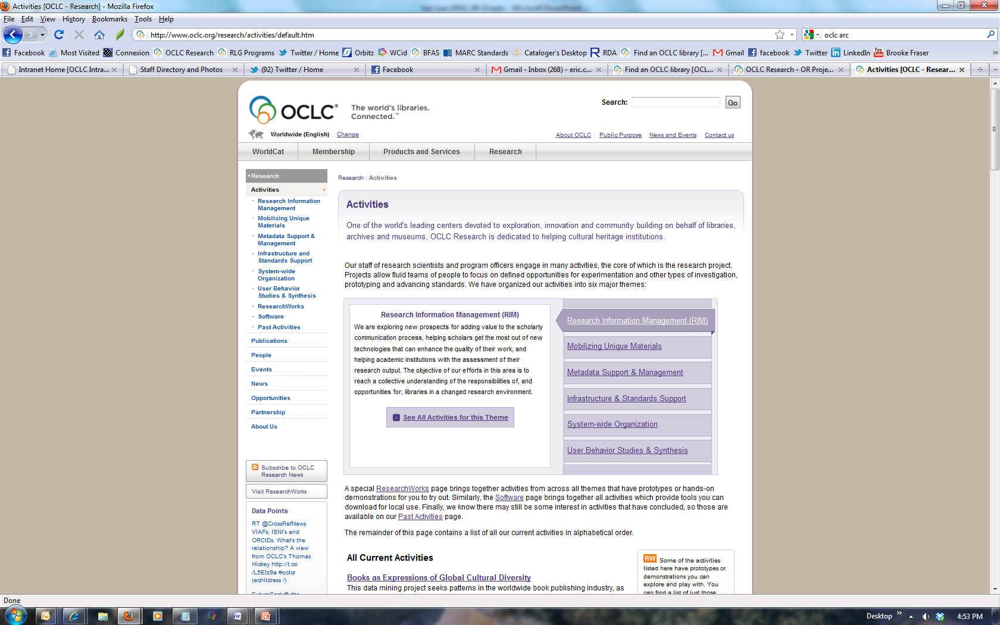 Activities [OCLC - Research] - Mozilla Firefox
File Edit View History Bookmarks Tools Help
http://www.oclc.org/research/activities/default.htm
oclc arc
Facebook Most Visited Connexion OCLC Research RLG Programs Twitter / Home Orbitz WCid BFAS MARC Standards Cataloger's Desktop RDA Find an OCLC library [... Gmail facebook Twitter LinkedIn Brooke Fraser »
Intranet Home [OCLC Intra... Staff Directory and Photos (92) Twitter / Home Facebook Gmail - Inbox (268) - eric.c... Find an OCLC library [OCL... OCLC Research - OR Proje... Activities [OCLC - Resear...
OCLC® The world's libraries.
Connected.™
Search: Go
Worldwide (English) Change
About OCLC Public Purpose News and Events Contact us
WorldCat Membership Products and Services Research
Research
Activities
Research Information
Management
Mobilizing Unique
Materials
Metadata Support &
Management
Infrastructure and
Standards Support
System-wide
Organization
User Behavior
Studies & Synthesis
ResearchWorks
Software
Past Activities
Publications
People
Events
News
Opportunities
Partnership
About Us
Subscribe to OCLC
Research News
Visit ResearchWorks
Data Points
RT @CrossRefNews
VIAFs, ISNI's and
ORCIDs. What's the
relationship? A view
from OCLC's Thomas
Hickey http://t.co
/L5EIz9a #oclcr
(echildress /)
Research : Activities
Activities
One of the world's leading centers devoted to exploration, innovation and community building on behalf of libraries,
archives and museums, OCLC Research is dedicated to helping cultural heritage institutions.
Our staff of research scientists and program officers engage in many activities, the core of which is the research project.
Projects allow fluid teams of people to focus on defined opportunities for experimentation and other types of investigation,
prototyping and advancing standards. We have organized our activities into six major themes:
Research Information Management (RIM)
We are exploring new prospects for adding value to the scholarly
communication process, helping scholars get the most out of new
technologies that can enhance the quality of their work, and
helping academic institutions with the assessment of their
research output. The objective of our efforts in this area is to
reach a collective understanding of the responsibilities of, and
opportunities for, libraries in a changed research environment.
See All Activities for this Theme
Research Information Management (RIM)
Mobilizing Unique Materials
Metadata Support & Management
Infrastructure & Standards Support
System-wide Organization
User Behavior Studies & Synthesis
A special ResearchWorks page brings together activities from across all themes that have prototypes or hands-on
demonstrations for you to try out. Similarly, the Software page brings together all activities which provide tools you can
download for local use. Finally, we know there may still be some interest in activities that have concluded, so those are
available on our Past Activities page.
The remainder of this page contains a list of all our current activities in alphabetical order.
All Current Activities
Books as Expressions of Global Cultural Diversity
This data mining project seeks patterns in the worldwide book publishing industry, as
RW Some of the activities
listed here have prototypes or
demonstrations you can
explore and play with. You
can find a list of just those
Done
Desktop » 4:53 PM